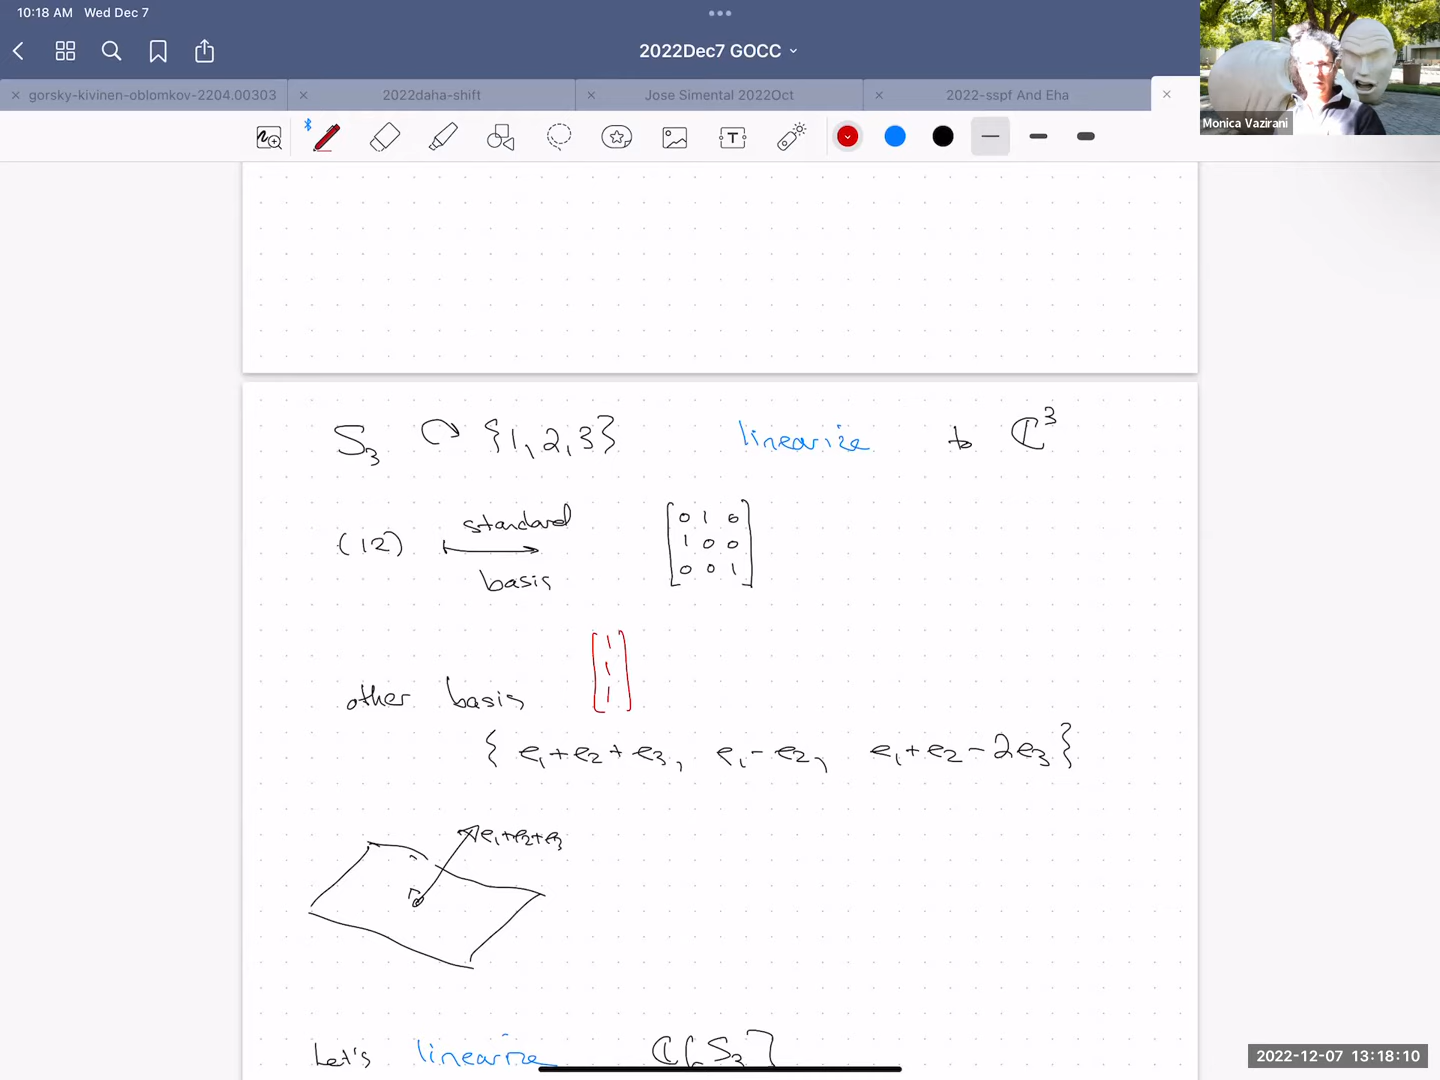 10:18 AM Wed Dec 7
2022Dec7 GOCC
gorsky-kivinen-oblomkov-2204.00303
2022daha-shift
Jose Simental 2022Oct
2022-sspf And Eha
Monica Vazirani
S₃ ↷ {1, 2, 3} linearize to ℂ³
(12) ⟼ standard basis
[0 1 0
1 0 0
0 0 1]
[1
1
1]
other basis
{ e₁+e₂+e₃, e₁-e₂, e₁+e₂-2e₃ }
e₁+e₂+e₃
Let's linearize ℂ[S₃]
2022-12-07 13:18:10